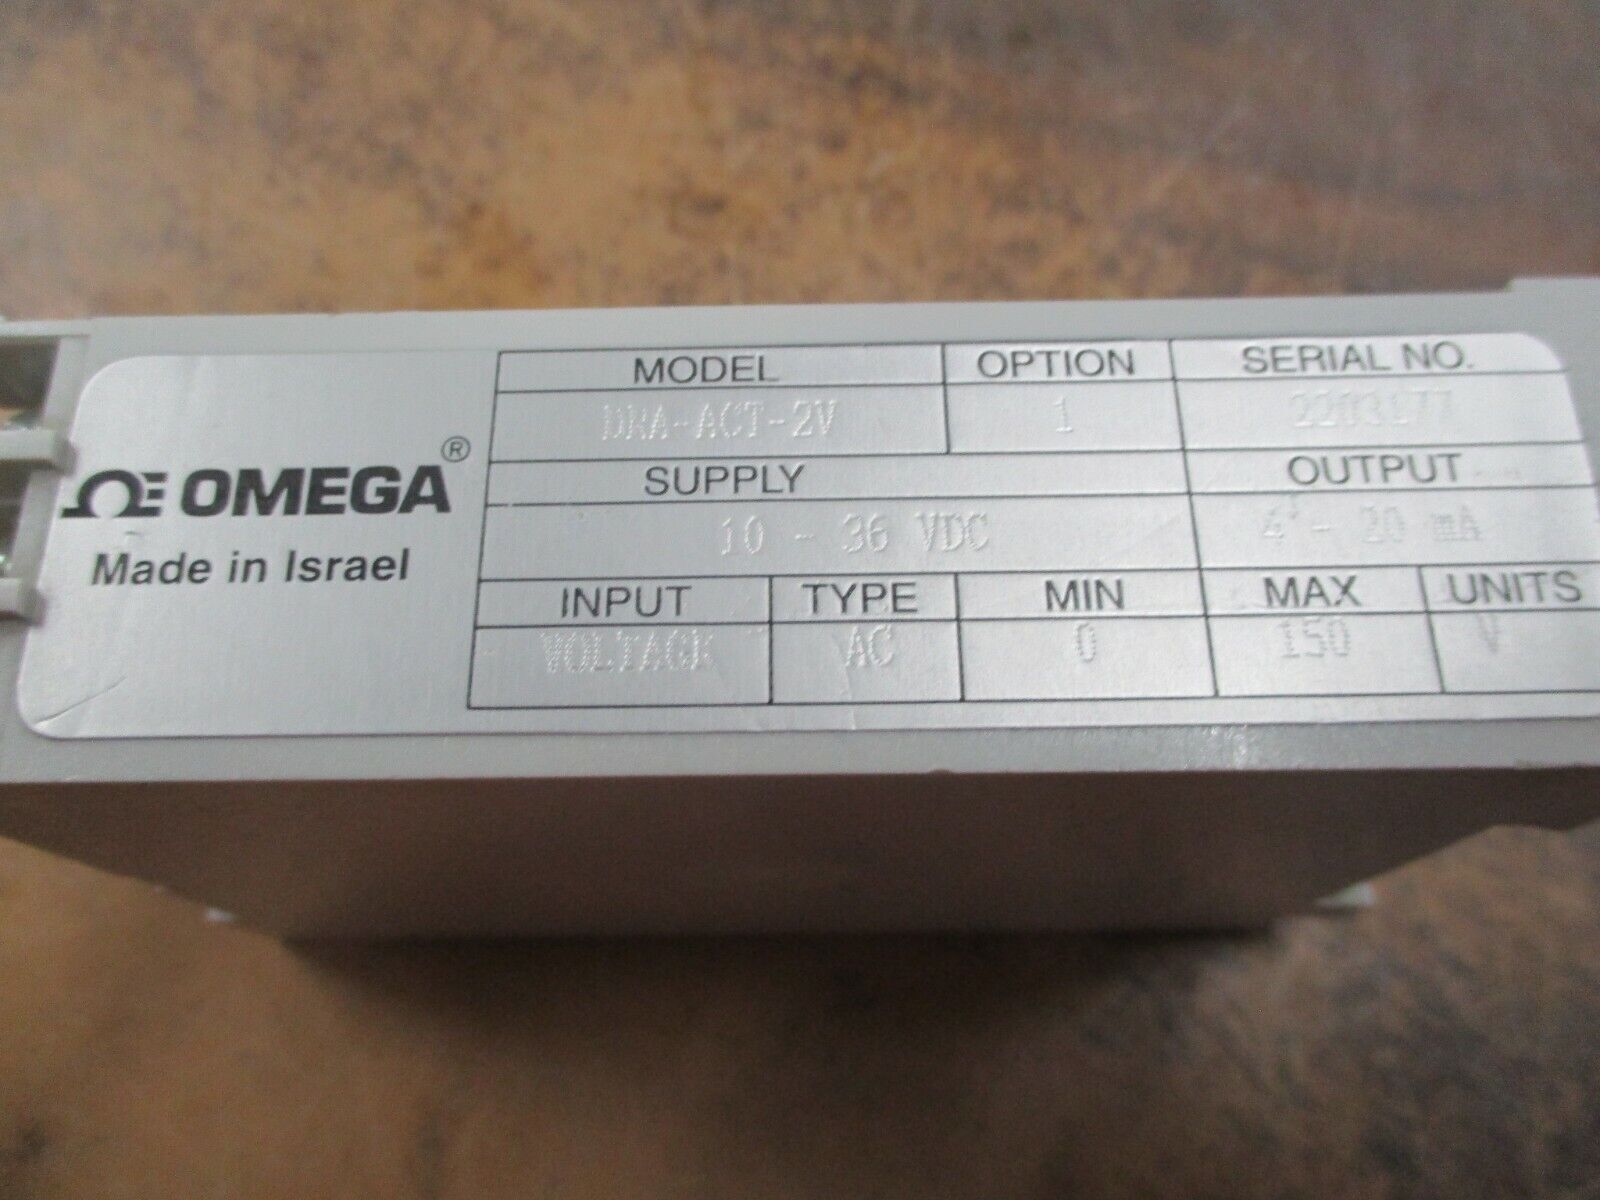 MODEL OPTION SERIAL NO.
DRA-ACT-2V 1
SUPPLY OUTPUT
10 - 36 VDC 4 - 20 mA
INPUT TYPE MIN MAX UNITS
VOLTAGE AC 0 150 V
ΩE OMEGA®
Made in Israel